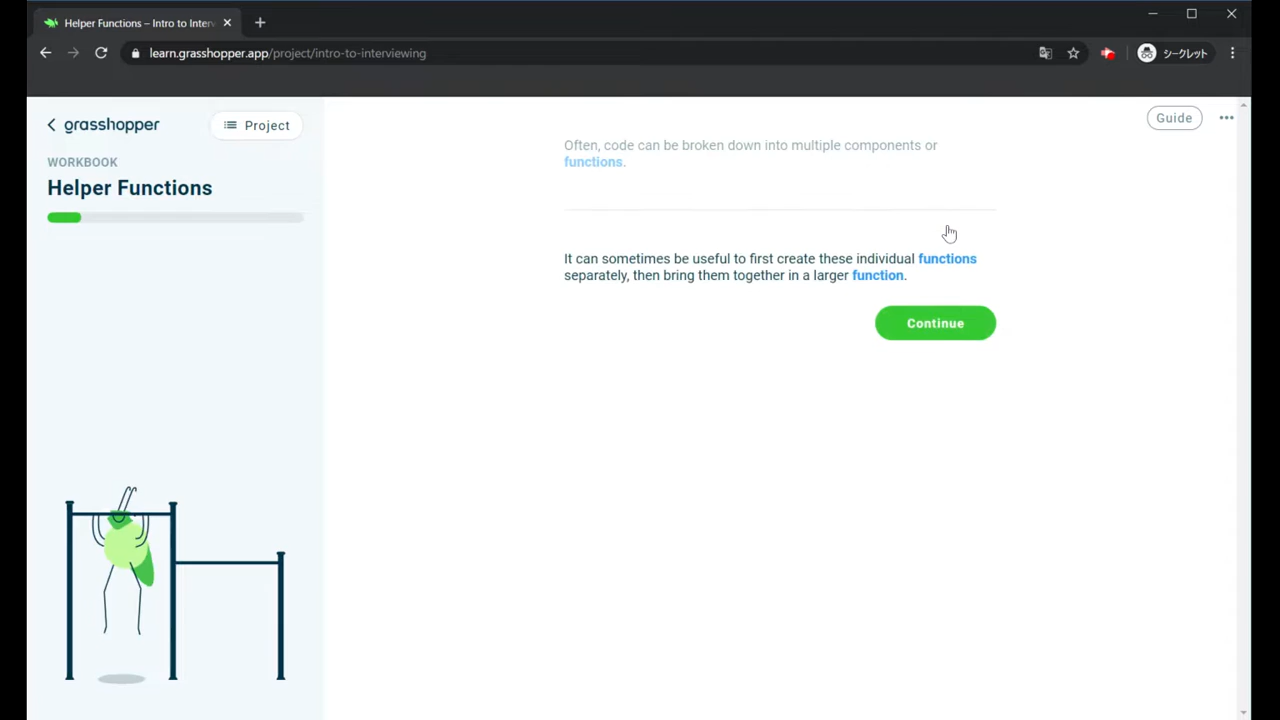 Helper Functions – Intro to Interv
learn.grasshopper.app/project/intro-to-interviewing
シークレット
grasshopper
Project
Guide
WORKBOOK
Helper Functions
Often, code can be broken down into multiple components or
functions.
It can sometimes be useful to first create these individual functions
separately, then bring them together in a larger function.
Continue